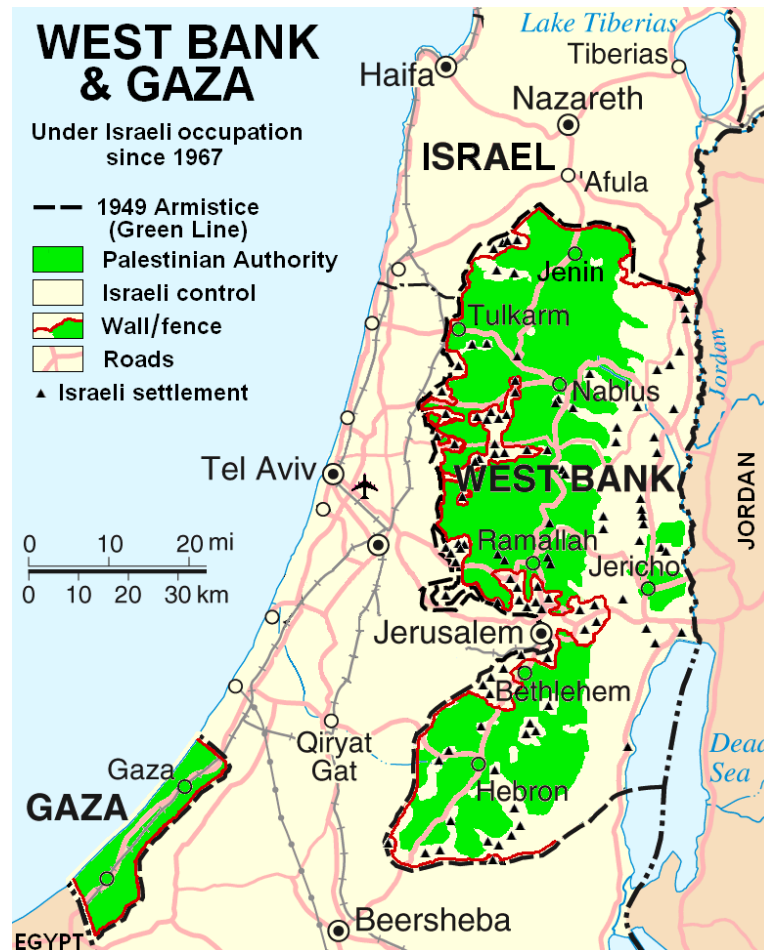 WEST BANK
& GAZA
Under Israeli occupation
since 1967
1949 Armistice
(Green Line)
Palestinian Authority
Israeli control
Wall/fence
Roads
Israeli settlement
Lake Tiberias
Tiberias
Haifa
Nazareth
ISRAEL
'Afula
Jenin
Tulkarm
Nablus
Jordan
Tel Aviv
WEST BANK
JORDAN
0 10 20 mi
0 10 20 30 km
Ramallah
Jericho
Jerusalem
Bethlehem
Qiryat
Gat
Dead
Sea
Gaza
GAZA
Hebron
Beersheba
EGYPT